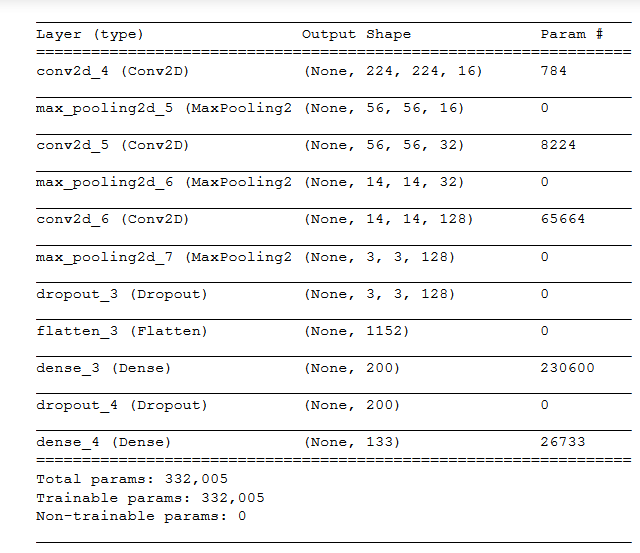 Layer (type) Output Shape Param #
=================================================================
conv2d_4 (Conv2D) (None, 224, 224, 16) 784
max_pooling2d_5 (MaxPooling2 (None, 56, 56, 16) 0
conv2d_5 (Conv2D) (None, 56, 56, 32) 8224
max_pooling2d_6 (MaxPooling2 (None, 14, 14, 32) 0
conv2d_6 (Conv2D) (None, 14, 14, 128) 65664
max_pooling2d_7 (MaxPooling2 (None, 3, 3, 128) 0
dropout_3 (Dropout) (None, 3, 3, 128) 0
flatten_3 (Flatten) (None, 1152) 0
dense_3 (Dense) (None, 200) 230600
dropout_4 (Dropout) (None, 200) 0
dense_4 (Dense) (None, 133) 26733
=================================================================
Total params: 332,005
Trainable params: 332,005
Non-trainable params: 0